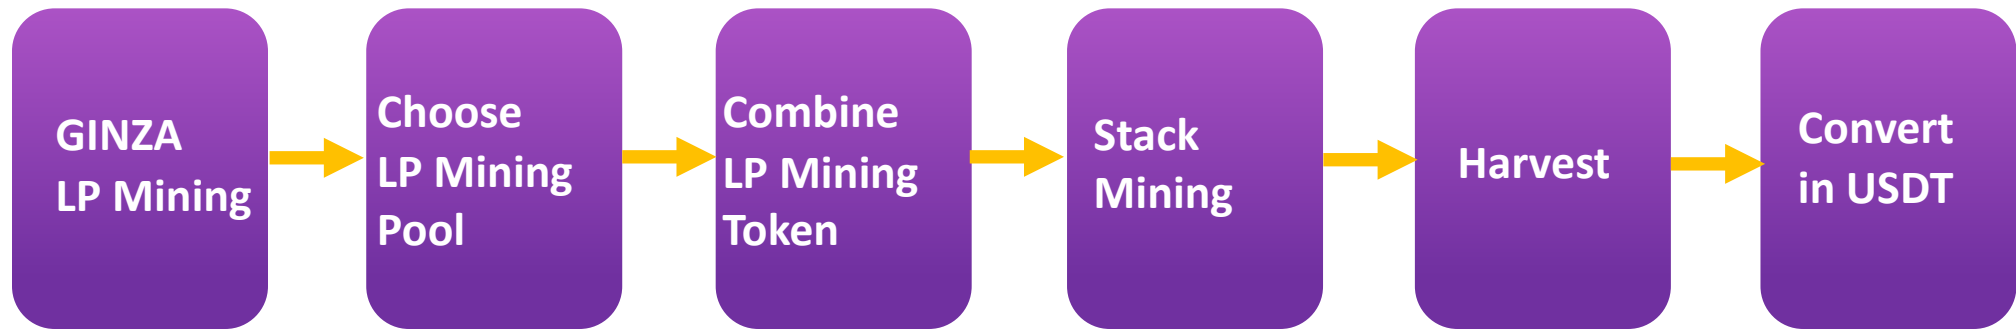 GINZA
LP Mining
Choose
LP Mining
Pool
Combine
LP Mining
Token
Stack
Mining
Harvest
Convert
in USDT